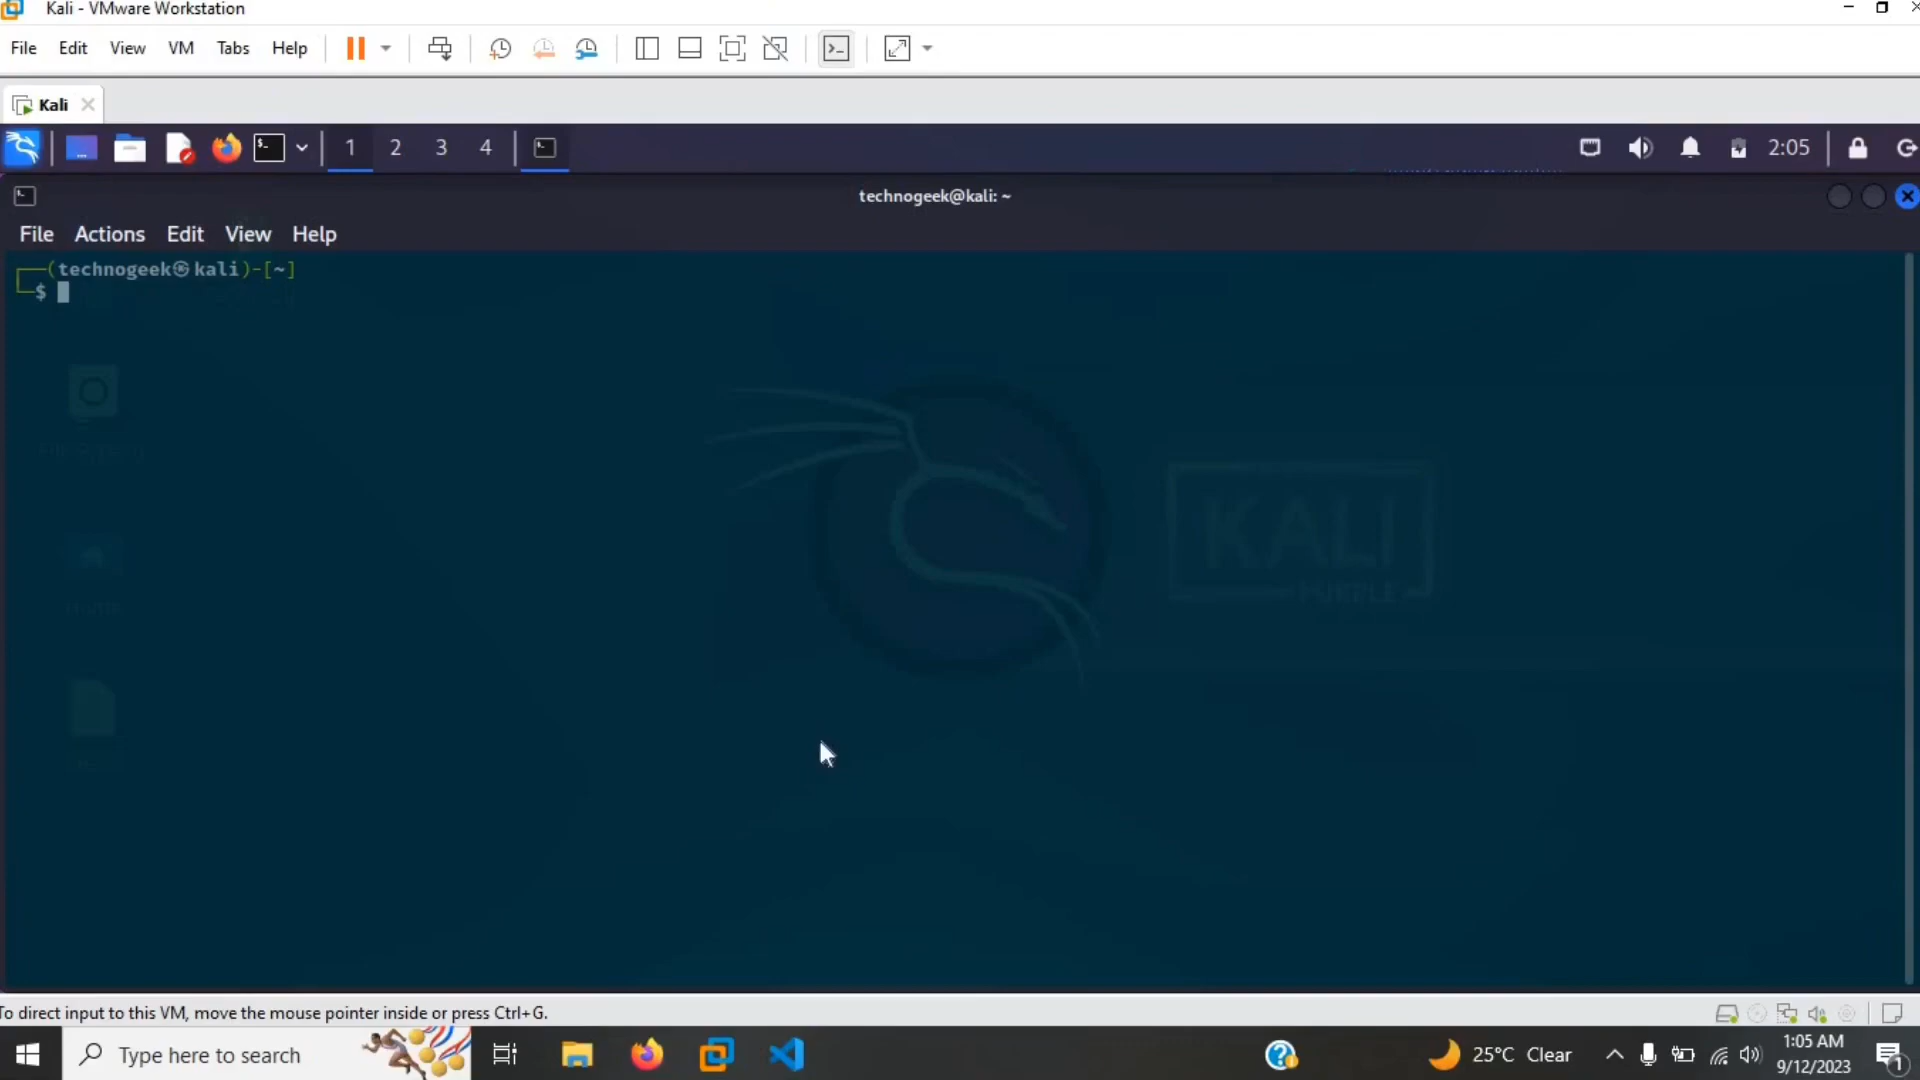 Kali - VMware Workstation
File Edit View VM Tabs Help
Kali
1 2 3 4
2:05
technogeek@kali: ~
File Actions Edit View Help
(technogeek㉿kali)-[~]
$
KALI
PURPLE
To direct input to this VM, move the mouse pointer inside or press Ctrl+G.
Type here to search
25°C Clear
1:05 AM
9/12/2023
1